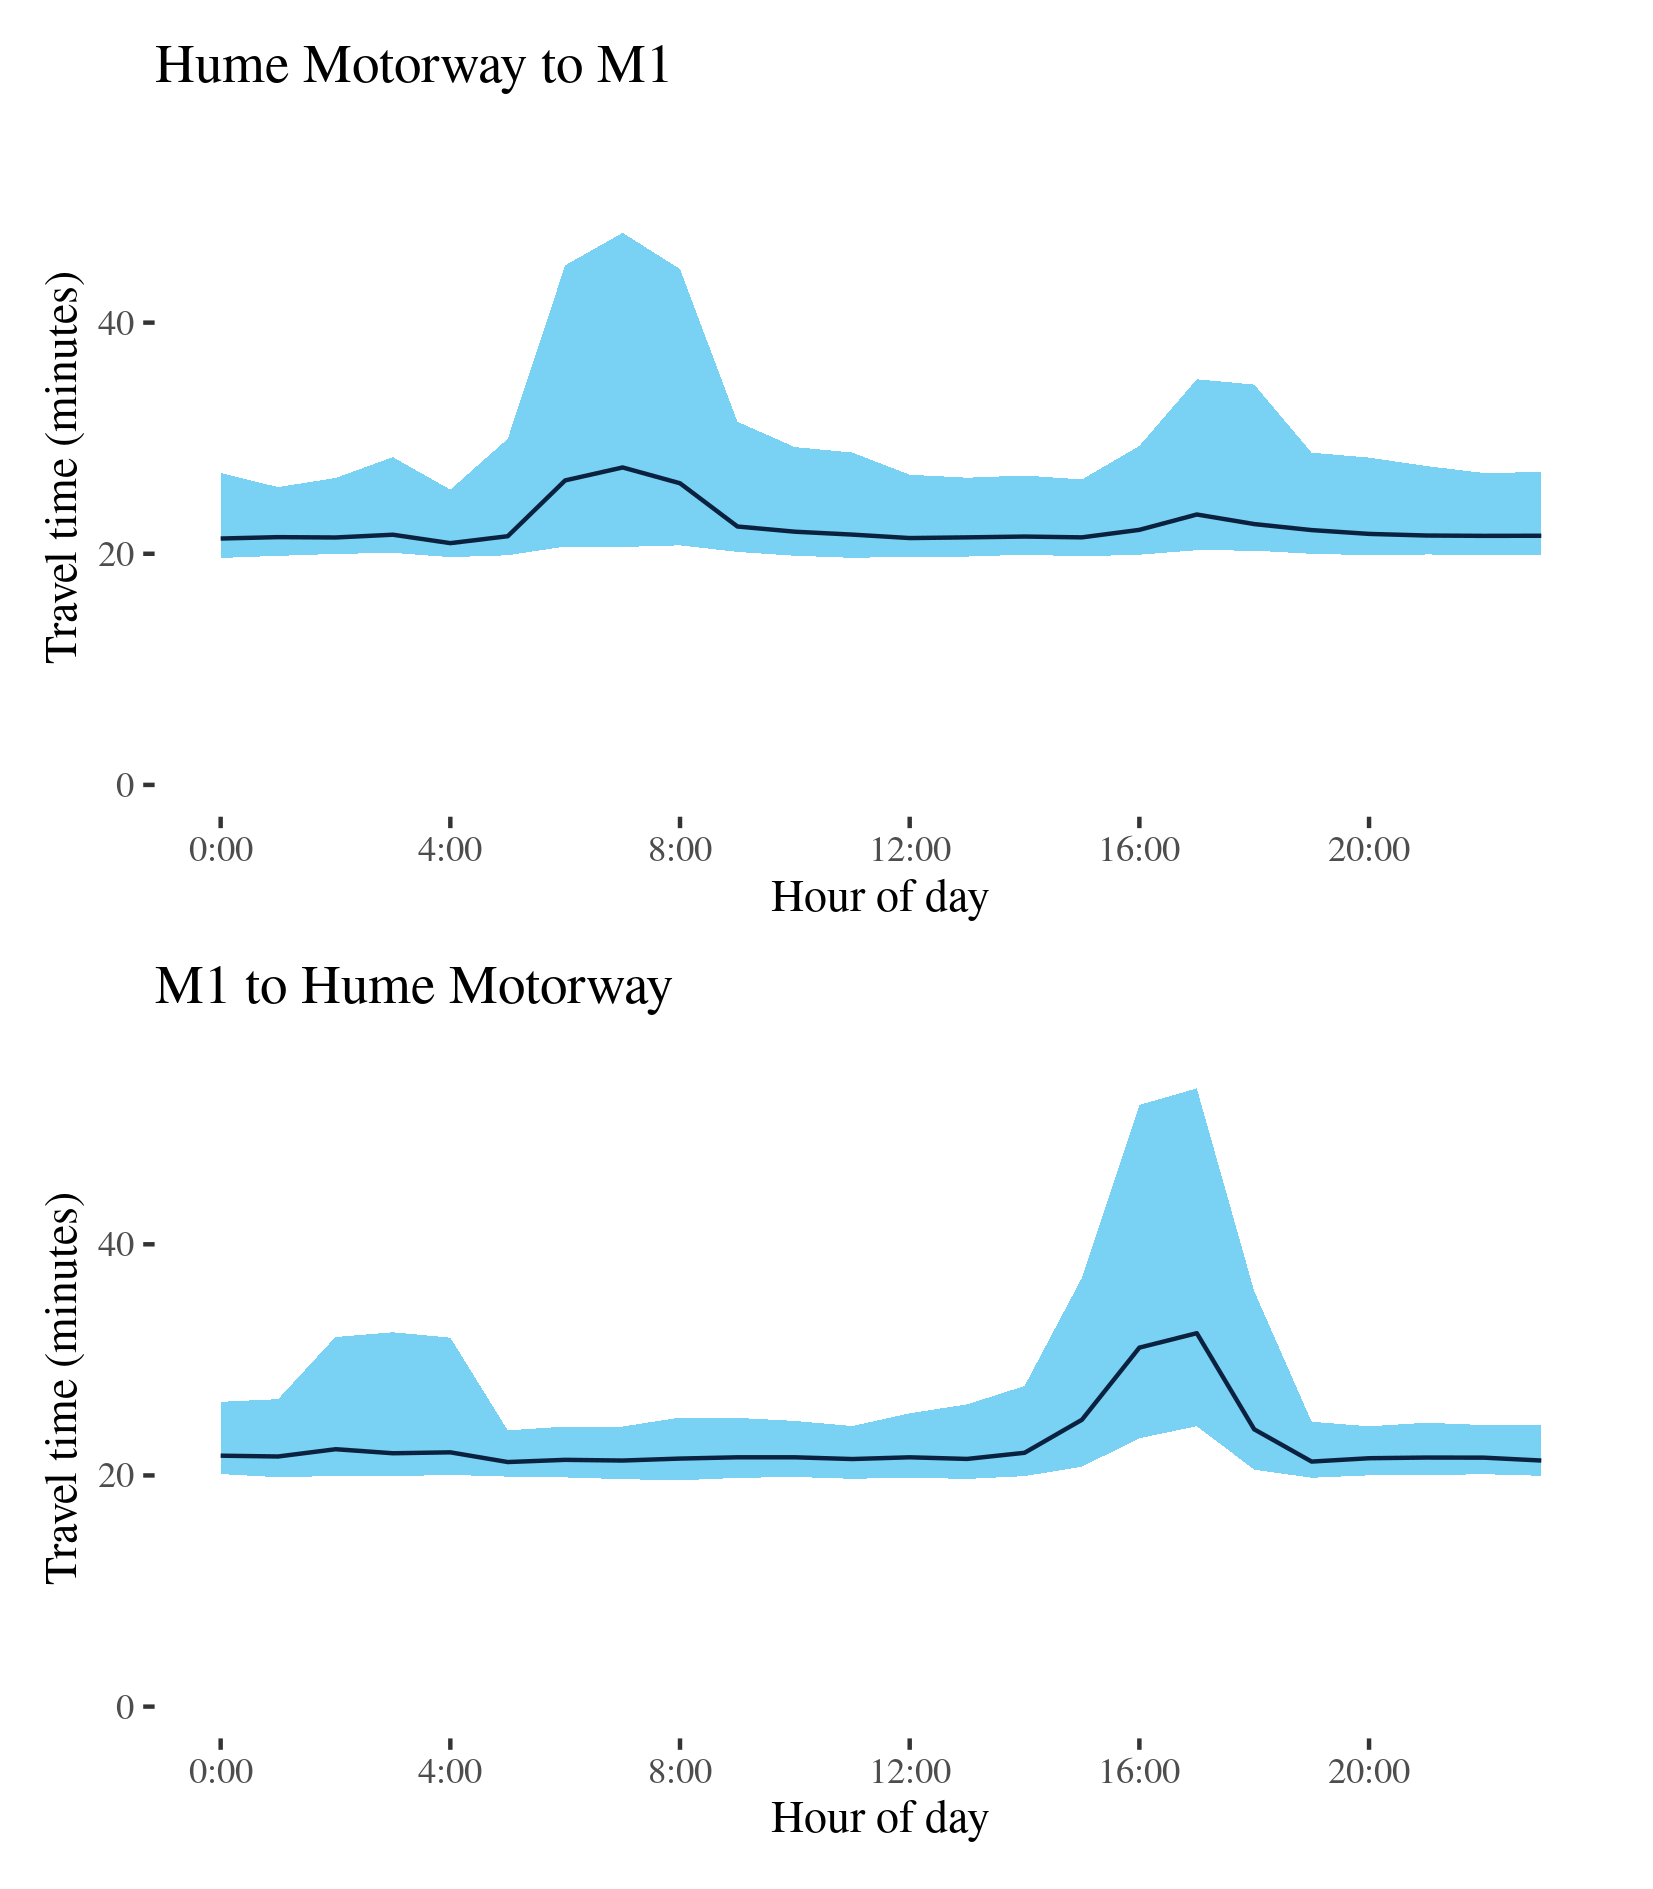 Hume Motorway to M1
Travel time (minutes)
40
20
0
0:00 4:00 8:00 12:00 16:00 20:00
Hour of day
M1 to Hume Motorway
Travel time (minutes)
40
20
0
0:00 4:00 8:00 12:00 16:00 20:00
Hour of day